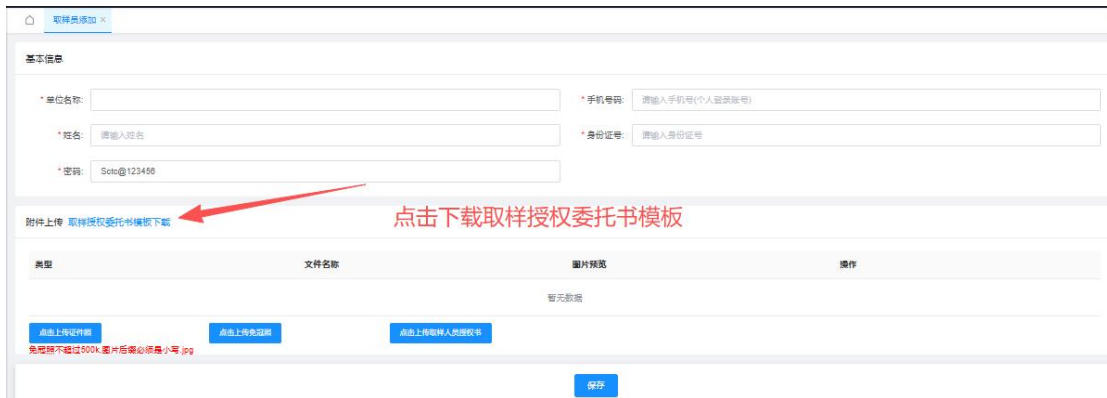 取样员添加 ×
基本信息
* 单位名称:
* 手机号码: 请输入手机号(个人登录账号)
* 姓名: 请输入姓名
* 身份证号: 请输入身份证号
* 密码: Scto@123456
附件上传 取样授权委托书模板下载
点击下载取样授权委托书模板
类型 文件名称 图片预览 操作
暂无数据
点击上传证件照 点击上传免冠照 点击上传取样人员授权书
免冠照不超过500k,图片后缀必须是小写.jpg
保存